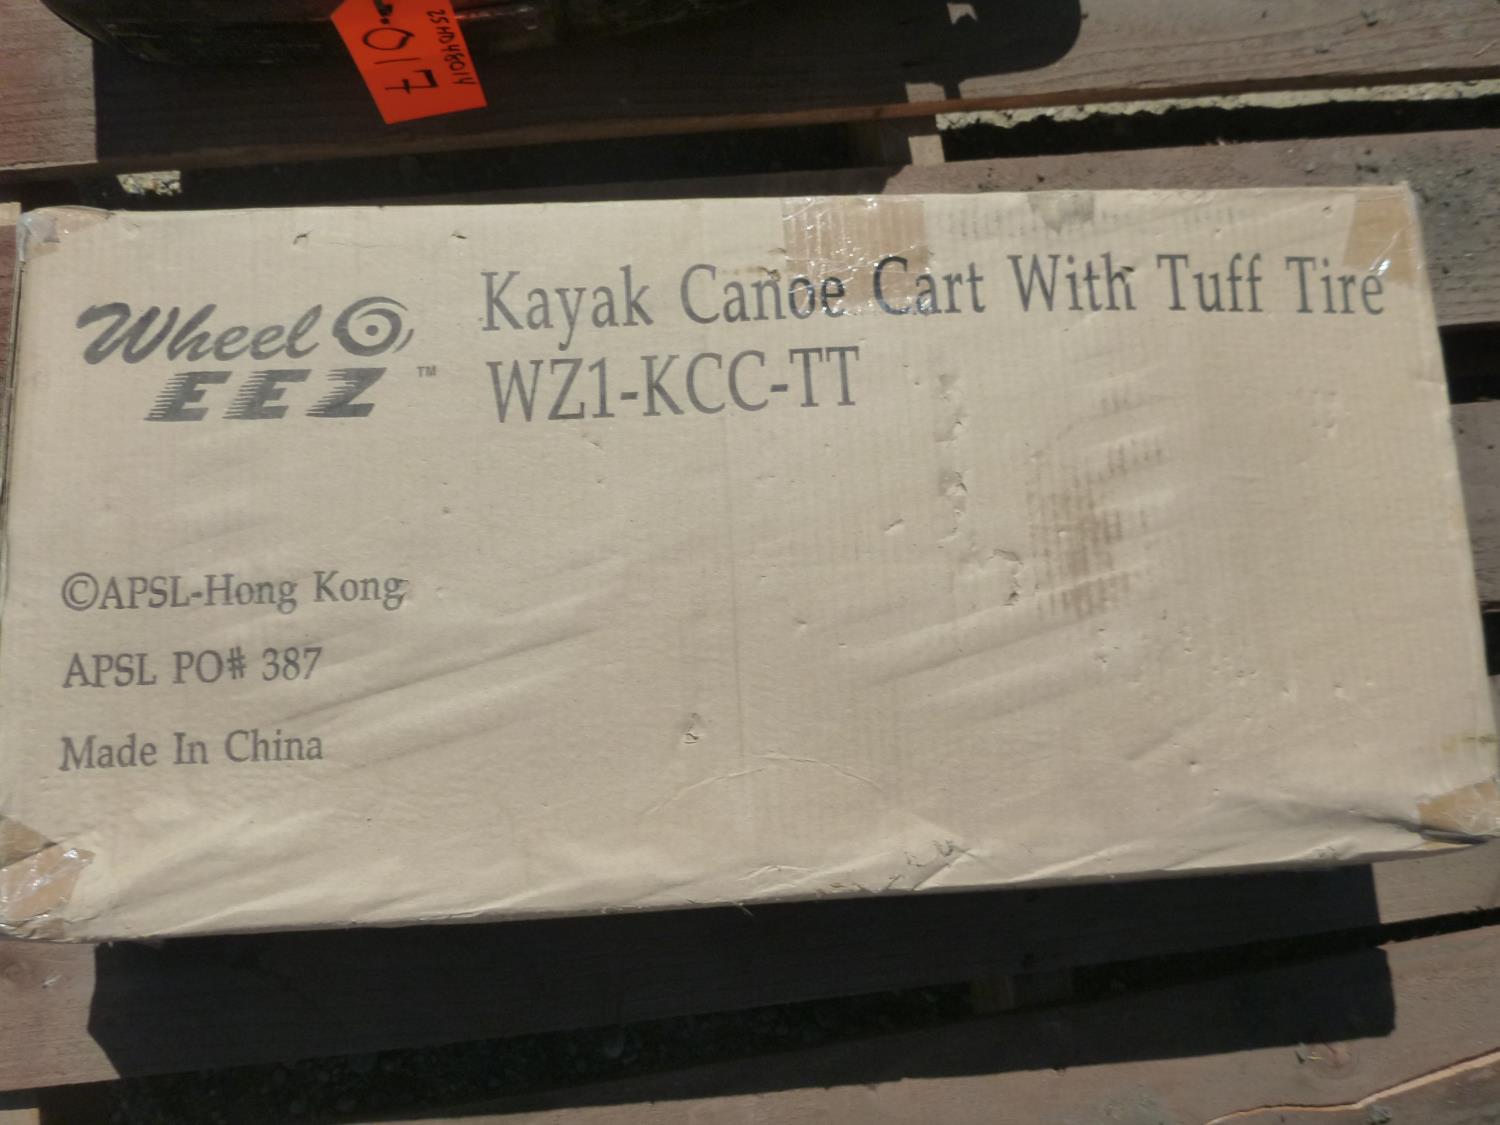 Wheel
EEZ™
Kayak Canoe Cart With Tuff Tire
WZ1-KCC-TT
©APSL-Hong Kong
APSL PO# 387
Made In China